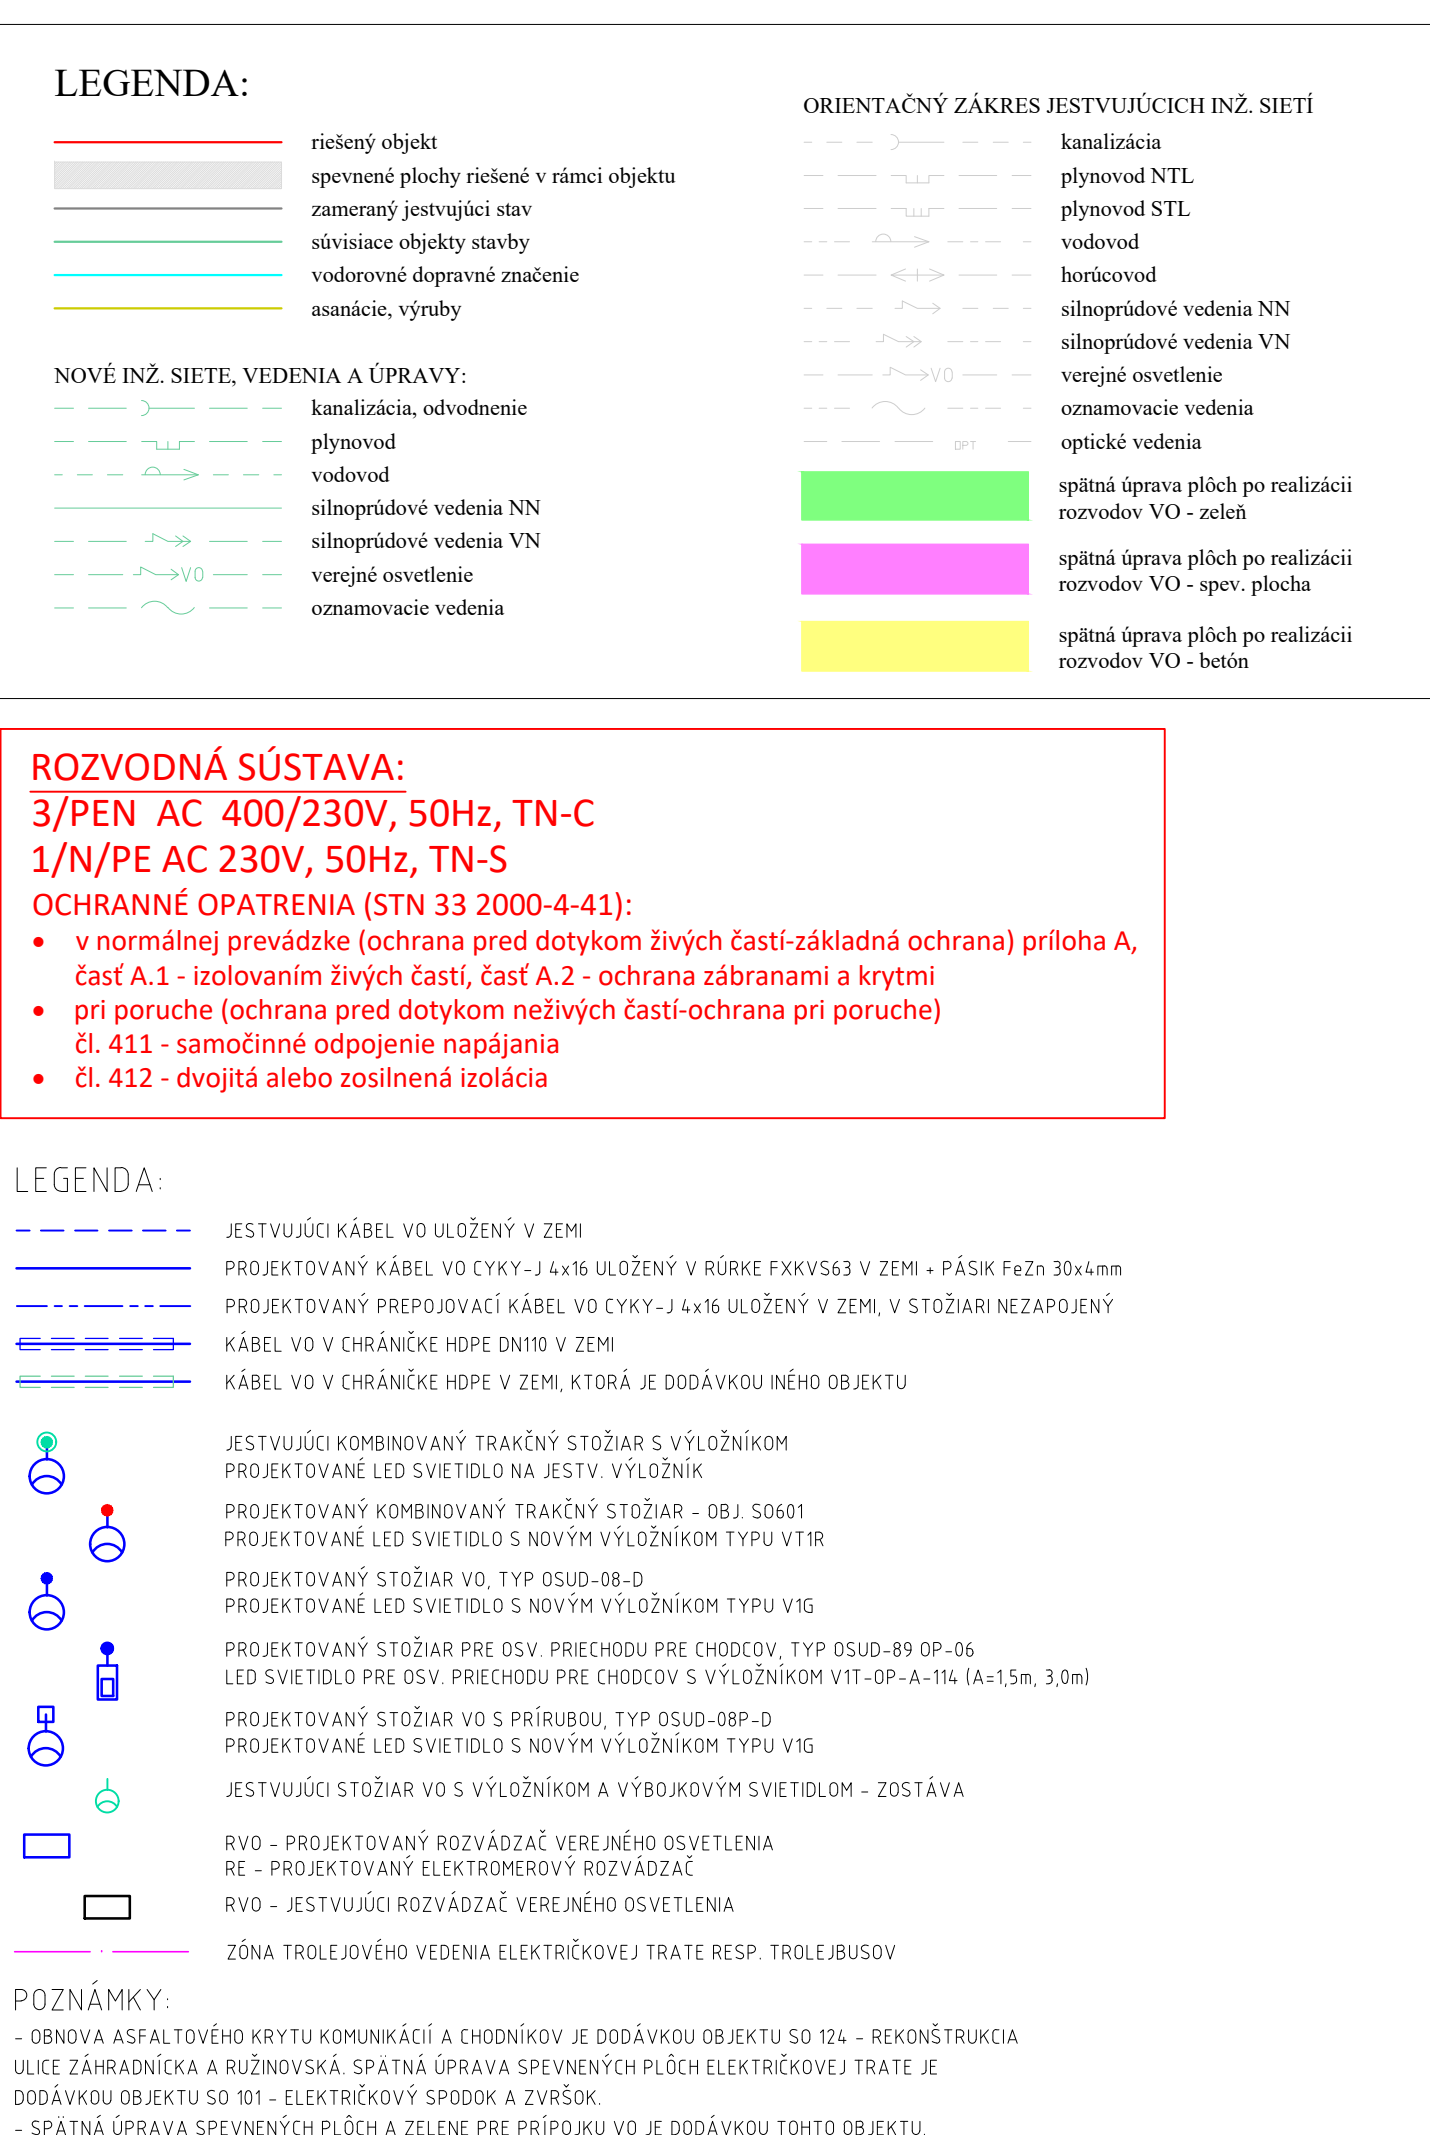 LEGENDA:
riešený objekt
spevnené plochy riešené v rámci objektu
zameraný jestvujúci stav
súvisiace objekty stavby
vodorovné dopravné značenie
asanácie, výruby
NOVÉ INŽ. SIETE, VEDENIA A ÚPRAVY:
kanalizácia, odvodnenie
plynovod
vodovod
silnoprúdové vedenia NN
silnoprúdové vedenia VN
VO verejné osvetlenie
oznamovacie vedenia
ORIENTAČNÝ ZÁKRES JESTVUJÚCICH INŽ. SIETÍ
kanalizácia
plynovod NTL
plynovod STL
vodovod
horúcovod
silnoprúdové vedenia NN
silnoprúdové vedenia VN
VO verejné osvetlenie
oznamovacie vedenia
OPT optické vedenia
spätná úprava plôch po realizácii
rozvodov VO - zeleň
spätná úprava plôch po realizácii
rozvodov VO - spev. plocha
spätná úprava plôch po realizácii
rozvodov VO - betón
ROZVODNÁ SÚSTAVA:
3/PEN AC 400/230V, 50Hz, TN-C
1/N/PE AC 230V, 50Hz, TN-S
OCHRANNÉ OPATRENIA (STN 33 2000-4-41):
• v normálnej prevádzke (ochrana pred dotykom živých častí-základná ochrana) príloha A,
časť A.1 - izolovaním živých častí, časť A.2 - ochrana zábranami a krytmi
• pri poruche (ochrana pred dotykom neživých častí-ochrana pri poruche)
čl. 411 - samočinné odpojenie napájania
• čl. 412 - dvojitá alebo zosilnená izolácia
LEGENDA:
JESTVUJÚCI KÁBEL VO ULOŽENÝ V ZEMI
PROJEKTOVANÝ KÁBEL VO CYKY-J 4x16 ULOŽENÝ V RÚRKE FXKVS63 V ZEMI + PÁSIK FeZn 30x4mm
PROJEKTOVANÝ PREPOJOVACÍ KÁBEL VO CYKY-J 4x16 ULOŽENÝ V ZEMI, V STOŽIARI NEZAPOJENÝ
KÁBEL VO V CHRÁNIČKE HDPE DN110 V ZEMI
KÁBEL VO V CHRÁNIČKE HDPE V ZEMI, KTORÁ JE DODÁVKOU INÉHO OBJEKTU
JESTVUJÚCI KOMBINOVANÝ TRAKČNÝ STOŽIAR S VÝLOŽNÍKOM
PROJEKTOVANÉ LED SVIETIDLO NA JESTV. VÝLOŽNÍK
PROJEKTOVANÝ KOMBINOVANÝ TRAKČNÝ STOŽIAR - OBJ. SO601
PROJEKTOVANÉ LED SVIETIDLO S NOVÝM VÝLOŽNÍKOM TYPU VT1R
PROJEKTOVANÝ STOŽIAR VO, TYP OSUD-08-D
PROJEKTOVANÉ LED SVIETIDLO S NOVÝM VÝLOŽNÍKOM TYPU V1G
PROJEKTOVANÝ STOŽIAR PRE OSV. PRIECHODU PRE CHODCOV, TYP OSUD-89 OP-06
LED SVIETIDLO PRE OSV. PRIECHODU PRE CHODCOV S VÝLOŽNÍKOM V1T-OP-A-114 (A=1,5m, 3,0m)
PROJEKTOVANÝ STOŽIAR VO S PRÍRUBOU, TYP OSUD-08P-D
PROJEKTOVANÉ LED SVIETIDLO S NOVÝM VÝLOŽNÍKOM TYPU V1G
JESTVUJÚCI STOŽIAR VO S VÝLOŽNÍKOM A VÝBOJKOVÝM SVIETIDLOM - ZOSTÁVA
RVO - PROJEKTOVANÝ ROZVÁDZAČ VEREJNÉHO OSVETLENIA
RE - PROJEKTOVANÝ ELEKTROMEROVÝ ROZVÁDZAČ
RVO - JESTVUJÚCI ROZVÁDZAČ VEREJNÉHO OSVETLENIA
ZÓNA TROLEJOVÉHO VEDENIA ELEKTRIČKOVEJ TRATE RESP. TROLEJBUSOV
POZNÁMKY:
- OBNOVA ASFALTOVÉHO KRYTU KOMUNIKÁCIÍ A CHODNÍKOV JE DODÁVKOU OBJEKTU SO 124 - REKONŠTRUKCIA
ULICE ZÁHRADNÍCKA A RUŽINOVSKÁ. SPÄTNÁ ÚPRAVA SPEVNENÝCH PLÔCH ELEKTRIČKOVEJ TRATE JE
DODÁVKOU OBJEKTU SO 101 - ELEKTRIČKOVÝ SPODOK A ZVRŠOK.
- SPÄTNÁ ÚPRAVA SPEVNENÝCH PLÔCH A ZELENE PRE PRÍPOJKU VO JE DODÁVKOU TOHTO OBJEKTU.